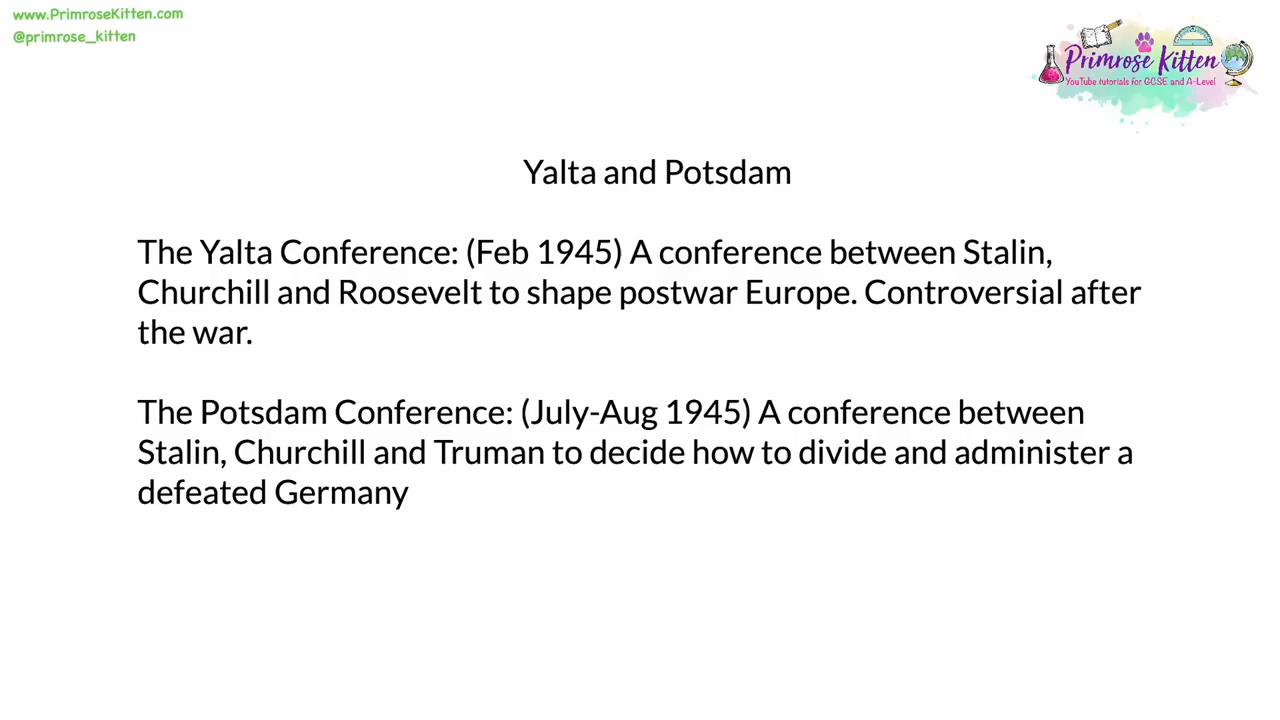 www.PrimroseKitten.com
@primrose_kitten
Primrose Kitten
YouTube tutorials for GCSE and A-Level
Yalta and Potsdam
The Yalta Conference: (Feb 1945) A conference between Stalin,
Churchill and Roosevelt to shape postwar Europe. Controversial after
the war.
The Potsdam Conference: (July-Aug 1945) A conference between
Stalin, Churchill and Truman to decide how to divide and administer a
defeated Germany